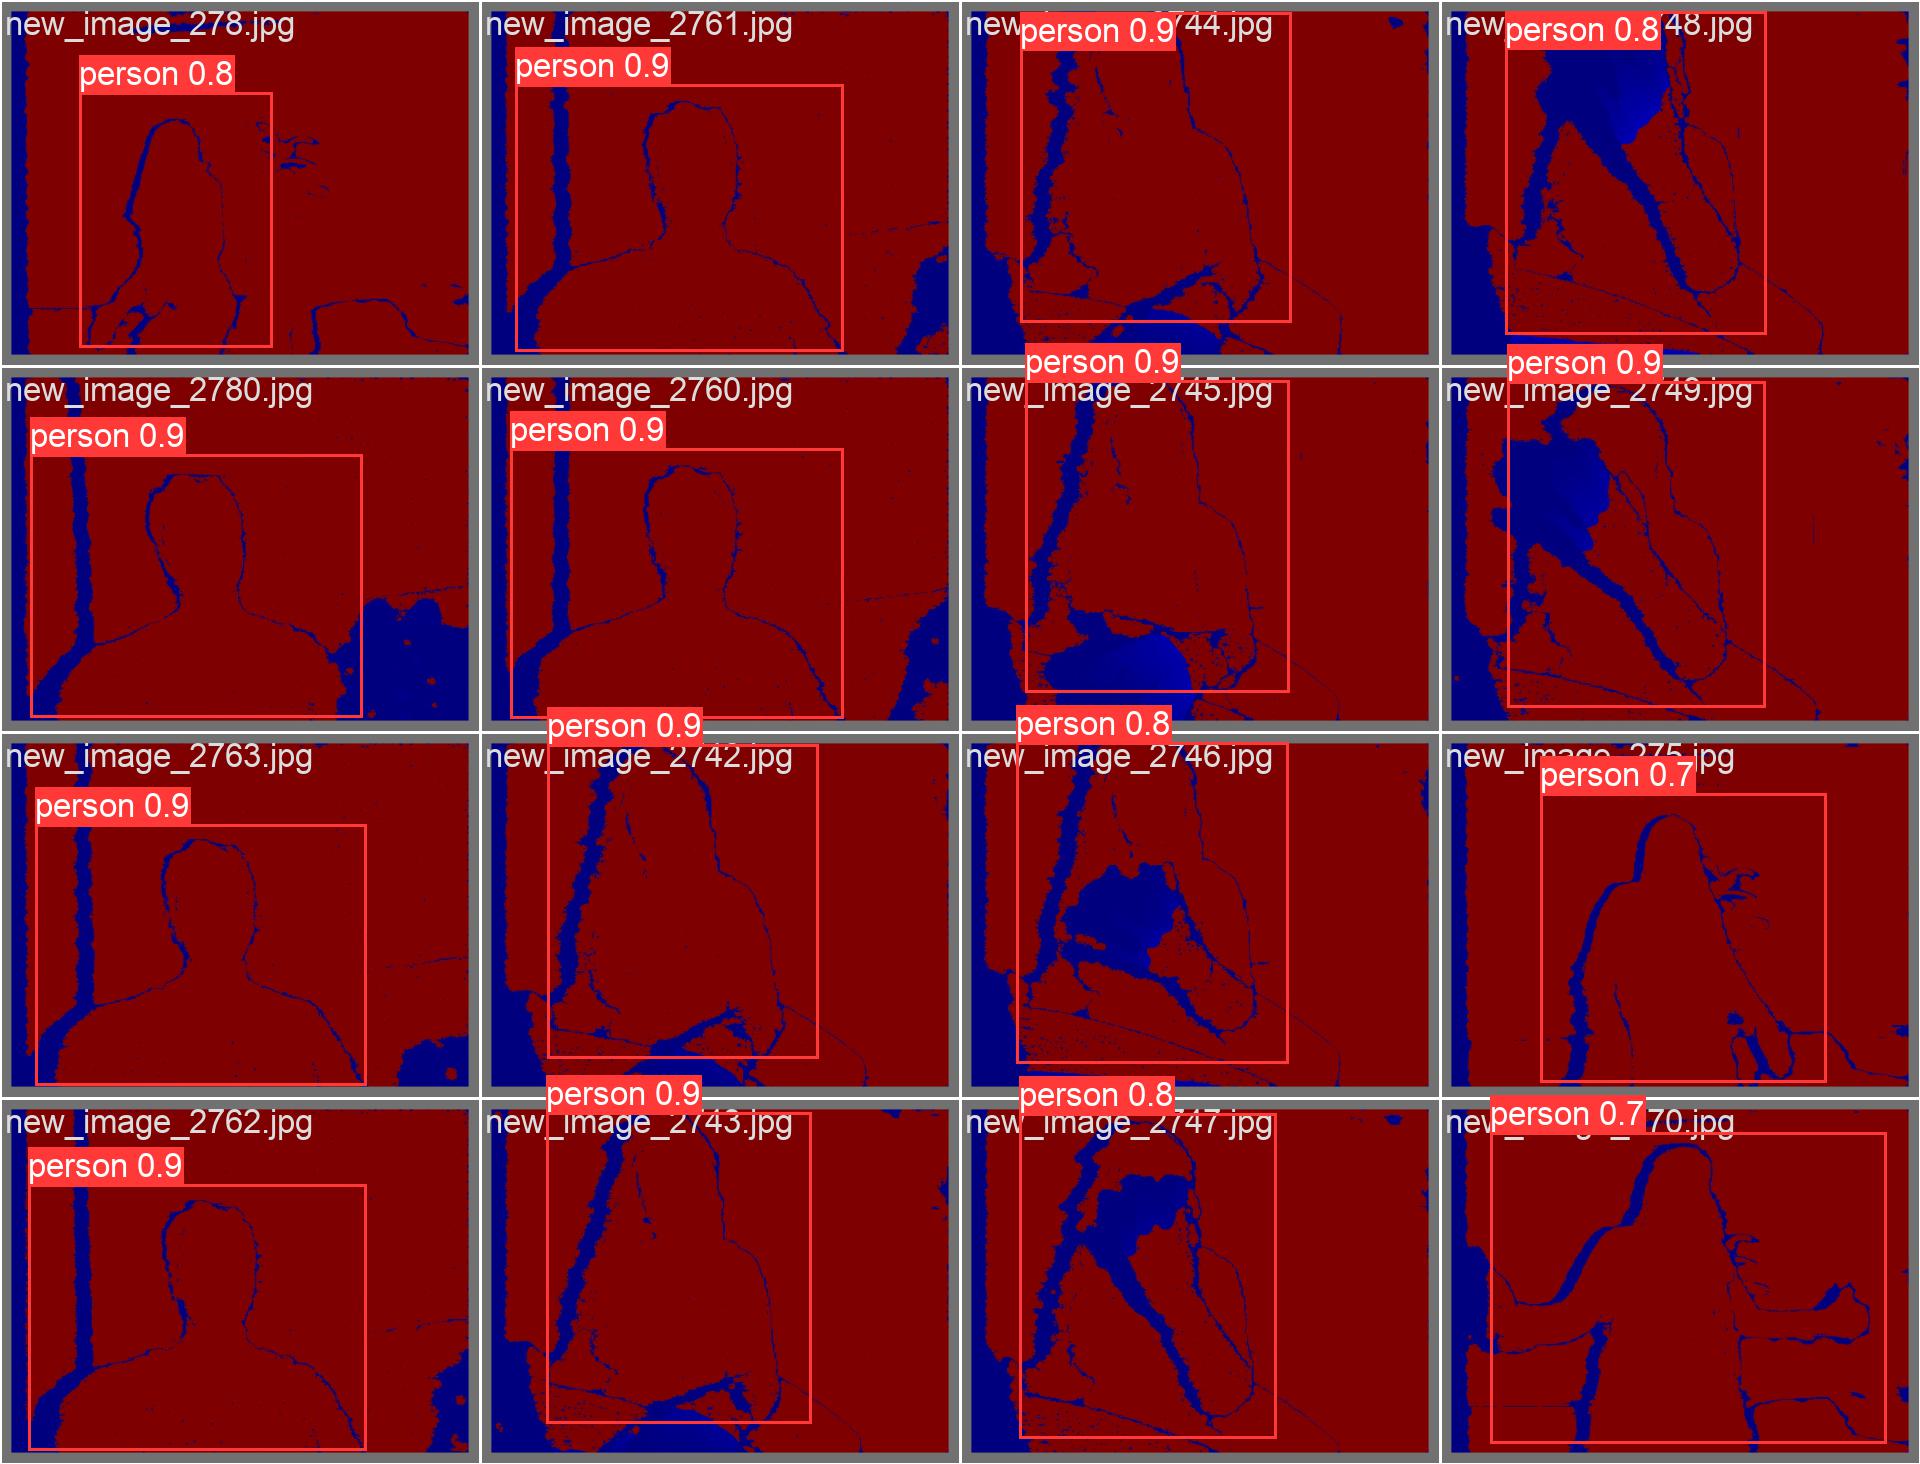 new_image_278.jpg
person 0.8
new_image_2761.jpg
person 0.9
new 744.jpg
person 0.9
new 48.jpg
person 0.8
new_image_2780.jpg
person 0.9
new_image_2760.jpg
person 0.9
person 0.9
new_image_2745.jpg
person 0.9
new_image_2749.jpg
new_image_2763.jpg
person 0.9
person 0.9
new_image_2742.jpg
person 0.8
new_image_2746.jpg
new_image_275.jpg
person 0.7
new_image_2762.jpg
person 0.9
person 0.9
new_image_2743.jpg
person 0.8
new_image_2747.jpg
person 0.7
new 70.jpg